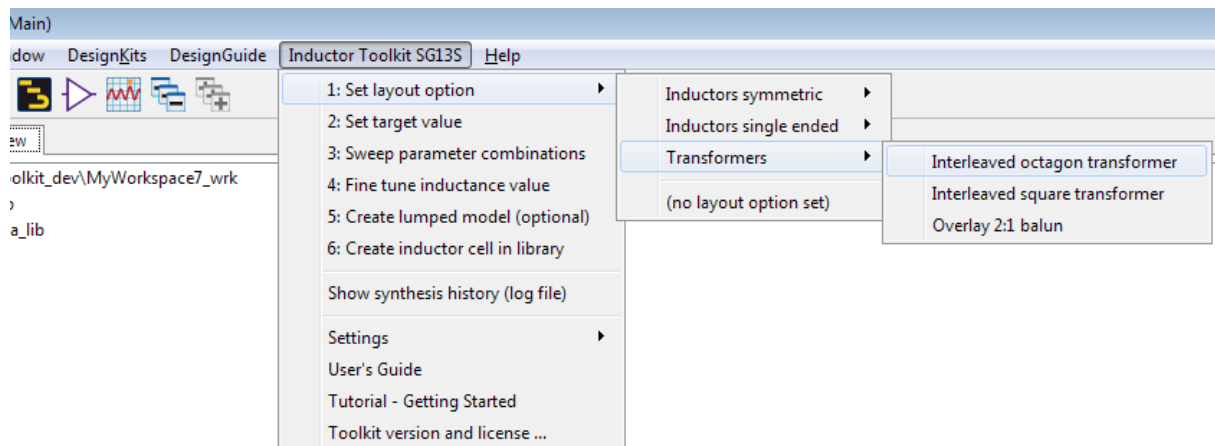 Main)
dow DesignKits DesignGuide Inductor Toolkit SG13S Help
1: Set layout option
2: Set target value
3: Sweep parameter combinations
4: Fine tune inductance value
5: Create lumped model (optional)
6: Create inductor cell in library
Show synthesis history (log file)
Settings
User's Guide
Tutorial - Getting Started
Toolkit version and license ...
Inductors symmetric
Inductors single ended
Transformers
(no layout option set)
Interleaved octagon transformer
Interleaved square transformer
Overlay 2:1 balun
ew
olkit_dev\MyWorkspace7_wrk
a_lib